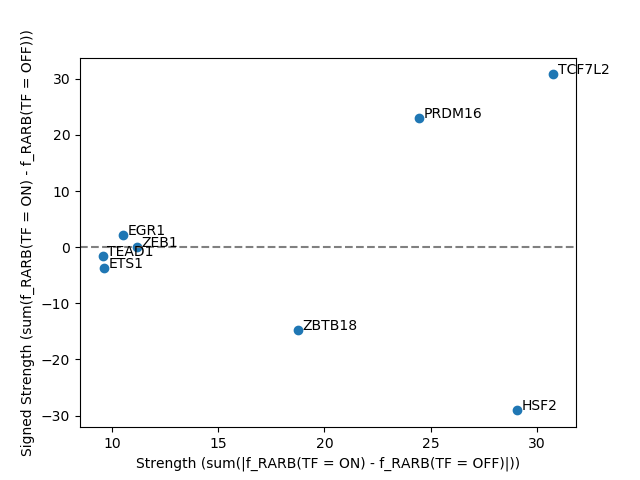 Signed Strength (sum(f_RARB(TF = ON) - f_RARB(TF = OFF)))
30
20
10
0
−10
−20
−30
TCF7L2
PRDM16
EGR1
ZEB1
TEAD1
ETS1
ZBTB18
HSF2
10
15
20
25
30
Strength (sum(|f_RARB(TF = ON) - f_RARB(TF = OFF)|))